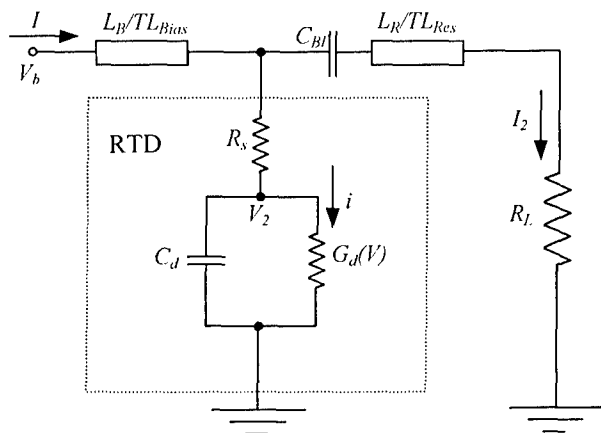 I
L_B/TL_Bias
C_Bl
L_R/TL_Res
V_b
RTD
R_s
I_2
i
V_2
R_L
C_d
G_d(V)